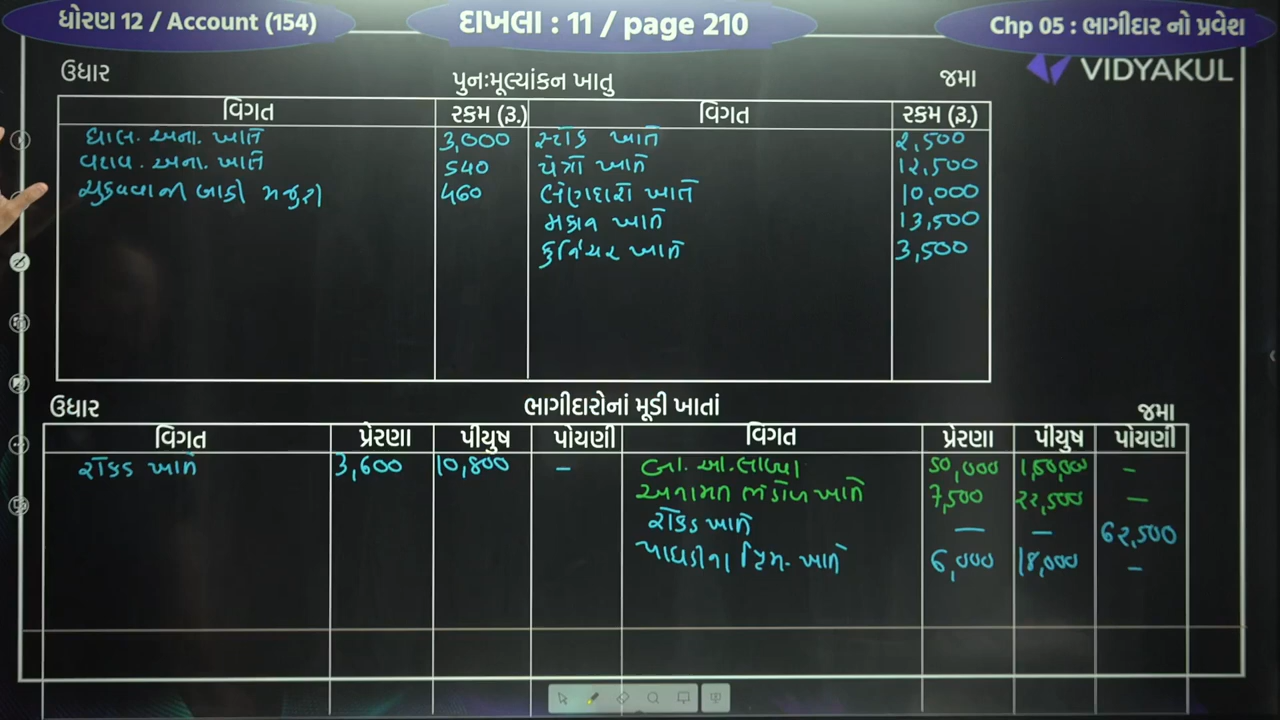 ધોરણ 12 / Account (154)
દાખલા : 11 / page 210
Chp 05 : ભાગીદાર નો પ્રવેશ
VIDYAKUL
ઉધાર પુનઃમૂલ્યાંકન ખાતુ જમા
વિગત રકમ (રૂ.) વિગત રકમ (રૂ.)
ઘાલ. અના. ખાતે 3,000 સ્ટોક ખાતે 2,500
વટાવ. અના. ખાતે 540 યંત્રો ખાતે 12,500
ચુકવવાની બાકી મજુરી 460 લેણદારો ખાતે 10,000
મકાન ખાતે 13,500
ફર્નિચર ખાતે 3,500
ઉધાર ભાગીદારોનાં મૂડી ખાતાં જમા
વિગત પ્રેરણા પીયુષ પોયણી વિગત પ્રેરણા પીયુષ પોયણી
રોકડ ખાતે 3,600 10,800 – બા. આ. લાવ્યા 50,000 1,50,000 –
અનામત ભંડોળ ખાતે 7,500 22,500 –
રોકડ ખાતે – – 62,500
પાઘડીના પ્રિમ. ખાતે 6,000 18,000 –